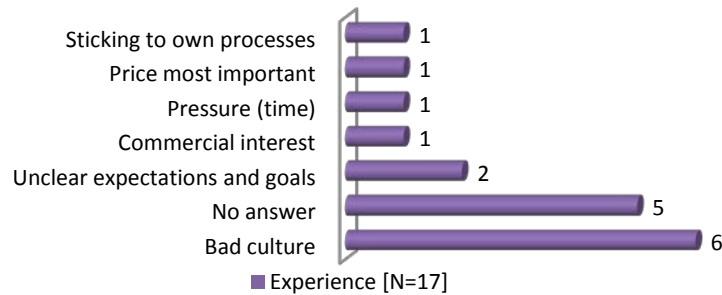 Sticking to own processes 1
Price most important 1
Pressure (time) 1
Commercial interest 1
Unclear expectations and goals 2
No answer 5
Bad culture 6
Experience [N=17]